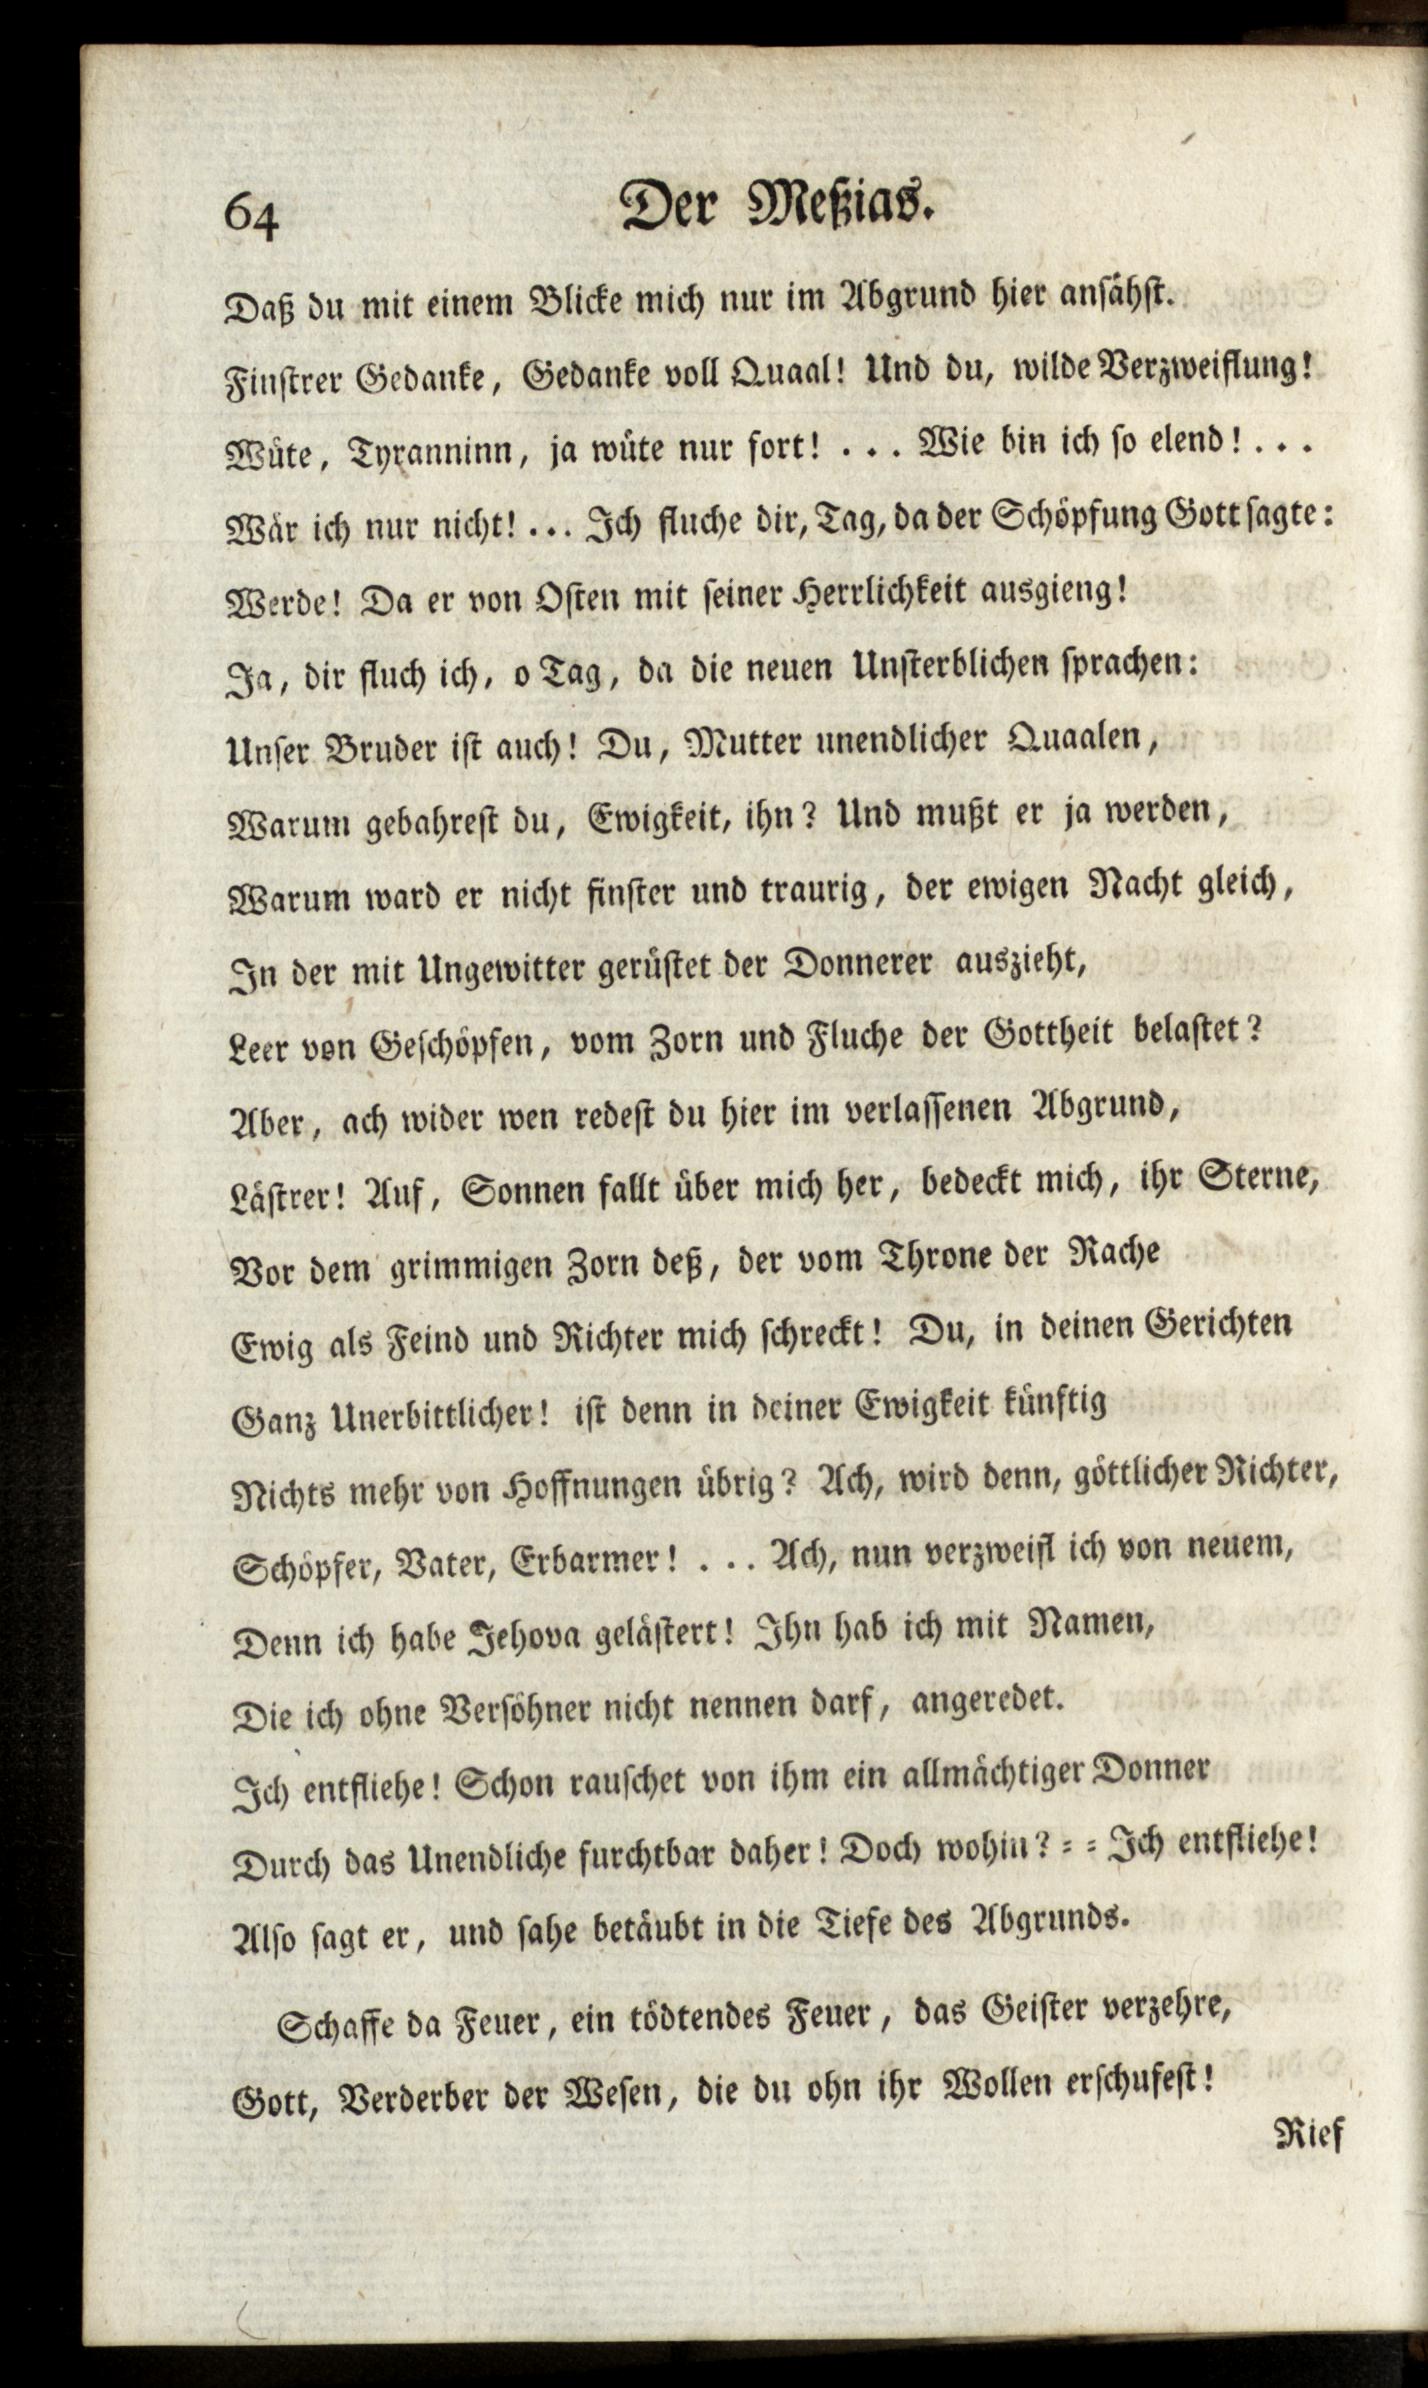 64 Der Meßias.
Daß du mit einem Blicke mich nur im Abgrund hier ansähst.
Finstrer Gedanke, Gedanke voll Quaal! Und du, wilde Verzweiflung!
Wüte, Tyranninn, ja wüte nur fort! . . . Wie bin ich so elend! . . .
Wär ich nur nicht! . . . Ich fluche dir, Tag, da der Schöpfung Gott sagte:
Werde! Da er von Osten mit seiner Herrlichkeit ausgieng!
Ja, dir fluch ich, o Tag, da die neuen Unsterblichen sprachen:
Unser Bruder ist auch! Du, Mutter unendlicher Quaalen,
Warum gebahrest du, Ewigkeit, ihn? Und mußt er ja werden,
Warum ward er nicht finster und traurig, der ewigen Nacht gleich,
In der mit Ungewitter gerüstet der Donnerer auszieht,
Leer von Geschöpfen, vom Zorn und Fluche der Gottheit belastet?
Aber, ach wider wen redest du hier im verlassenen Abgrund,
Lästrer! Auf, Sonnen fallt über mich her, bedeckt mich, ihr Sterne,
Vor dem grimmigen Zorn deß, der vom Throne der Rache
Ewig als Feind und Richter mich schreckt! Du, in deinen Gerichten
Ganz Unerbittlicher! ist denn in deiner Ewigkeit künftig
Nichts mehr von Hoffnungen übrig? Ach, wird denn, göttlicher Richter,
Schöpfer, Vater, Erbarmer! . . . Ach, nun verzweifl ich von neuem,
Denn ich habe Jehova gelästert! Ihn hab ich mit Namen,
Die ich ohne Versöhner nicht nennen darf, angeredet.
Ich entfliehe! Schon rauschet von ihm ein allmächtiger Donner
Durch das Unendliche furchtbar daher! Doch wohin? = = Ich entfliehe!
Also sagt er, und sahe betäubt in die Tiefe des Abgrunds.
Schaffe da Feuer, ein tödtendes Feuer, das Geister verzehre,
Gott, Verderber der Wesen, die du ohn ihr Wollen erschufest!
Rief